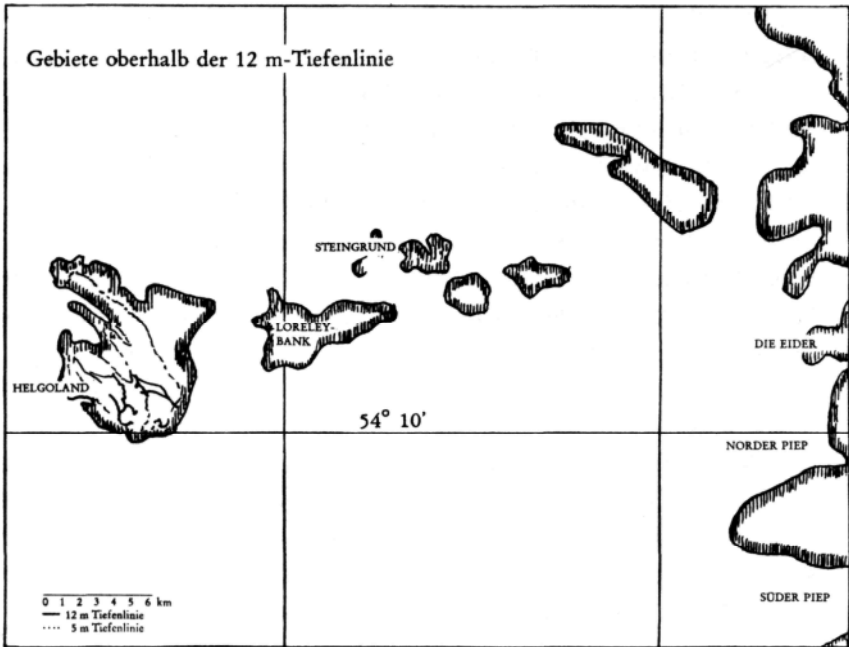 Gebiete oberhalb der 12 m-Tiefenlinie
STEINGRUND
LORELEY-
BANK
DIE EIDER
HELGOLAND
54° 10'
NORDER PIEP
SÜDER PIEP
0 1 2 3 4 5 6 km
12 m Tiefenlinie
5 m Tiefenlinie